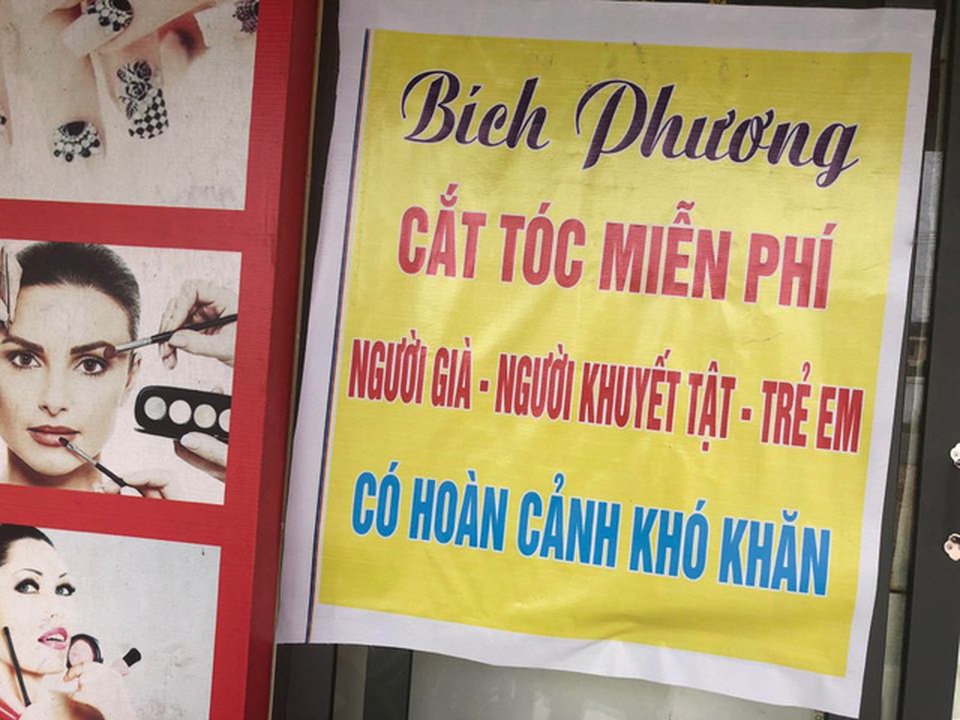 Bích Phương
CẮT TÓC MIỄN PHÍ
NGƯỜI GIÀ - NGƯỜI KHUYẾT TẬT - TRẺ EM
CÓ HOÀN CẢNH KHÓ KHĂN